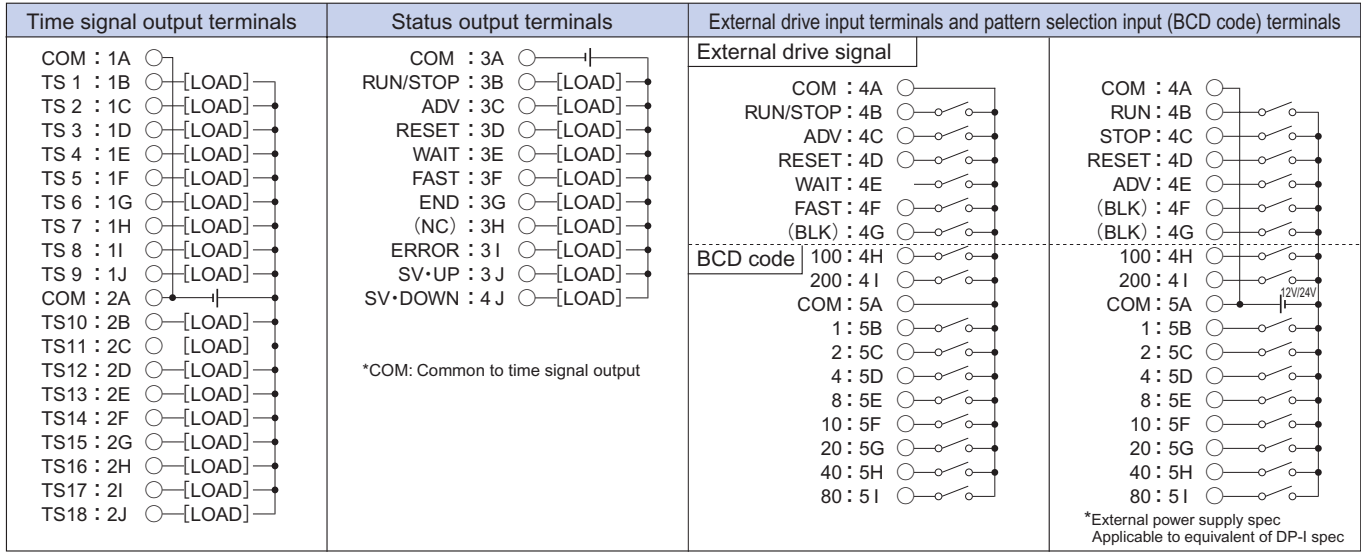 Time signal output terminals
COM : 1A
TS 1 : 1B [LOAD]
TS 2 : 1C [LOAD]
TS 3 : 1D [LOAD]
TS 4 : 1E [LOAD]
TS 5 : 1F [LOAD]
TS 6 : 1G [LOAD]
TS 7 : 1H [LOAD]
TS 8 : 1I [LOAD]
TS 9 : 1J [LOAD]
COM : 2A
TS10 : 2B [LOAD]
TS11 : 2C [LOAD]
TS12 : 2D [LOAD]
TS13 : 2E [LOAD]
TS14 : 2F [LOAD]
TS15 : 2G [LOAD]
TS16 : 2H [LOAD]
TS17 : 2I [LOAD]
TS18 : 2J [LOAD]
Status output terminals
COM : 3A
RUN/STOP : 3B [LOAD]
ADV : 3C [LOAD]
RESET : 3D [LOAD]
WAIT : 3E [LOAD]
FAST : 3F [LOAD]
END : 3G [LOAD]
(NC) : 3H [LOAD]
ERROR : 3I [LOAD]
SV・UP : 3J [LOAD]
SV・DOWN : 4J [LOAD]
*COM: Common to time signal output
External drive input terminals and pattern selection input (BCD code) terminals
External drive signal
COM : 4A
RUN/STOP : 4B
ADV : 4C
RESET : 4D
WAIT : 4E
FAST : 4F
(BLK) : 4G
BCD code
100 : 4H
200 : 4I
COM : 5A
1 : 5B
2 : 5C
4 : 5D
8 : 5E
10 : 5F
20 : 5G
40 : 5H
80 : 5I
COM : 4A
RUN : 4B
STOP : 4C
RESET : 4D
ADV : 4E
(BLK) : 4F
(BLK) : 4G
100 : 4H
200 : 4I
COM : 5A 12V/24V
1 : 5B
2 : 5C
4 : 5D
8 : 5E
10 : 5F
20 : 5G
40 : 5H
80 : 5I
*External power supply spec
Applicable to equivalent of DP-I spec